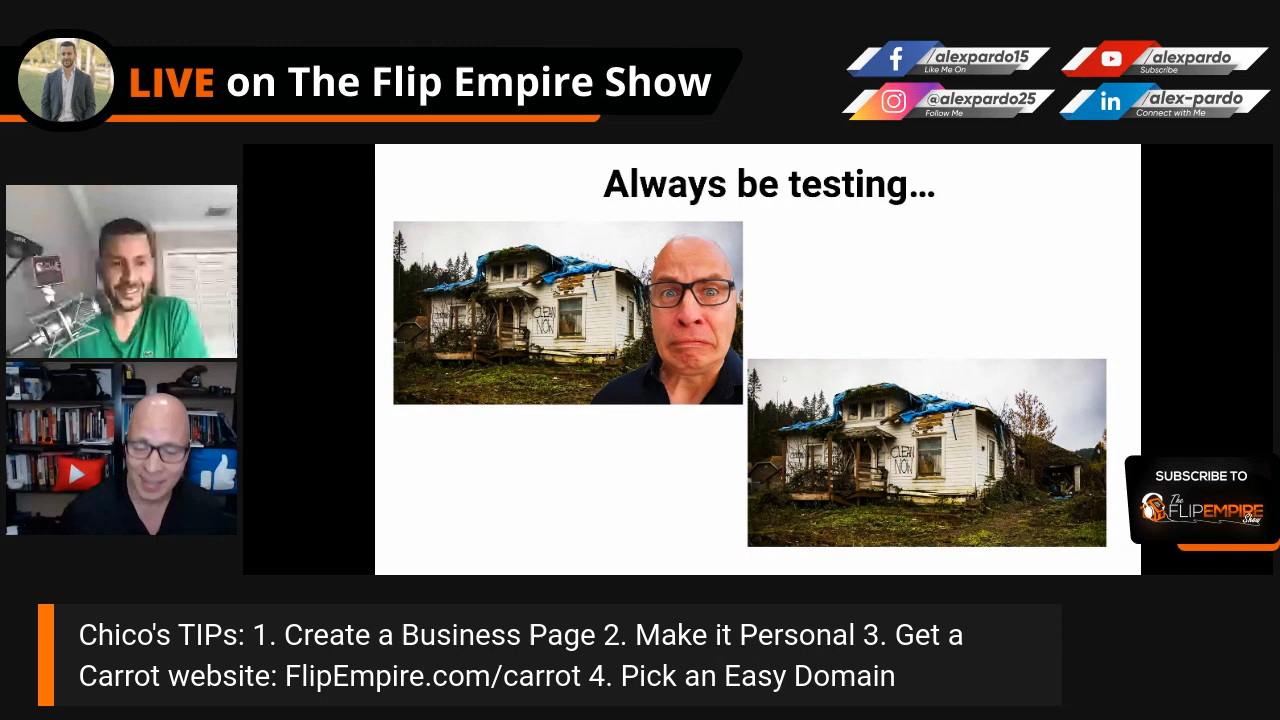 LIVE on The Flip Empire Show
/alexpardo15
Like Me On
/alexpardo
Subscribe
@alexpardo25
Follow Me
/alex-pardo
Connect with Me
Always be testing...
CLEAN
NOW
CLEAN
NOW
SUBSCRIBE TO
The
FLIPEMPIRE
Show
Chico's TIPs: 1. Create a Business Page 2. Make it Personal 3. Get a
Carrot website: FlipEmpire.com/carrot 4. Pick an Easy Domain